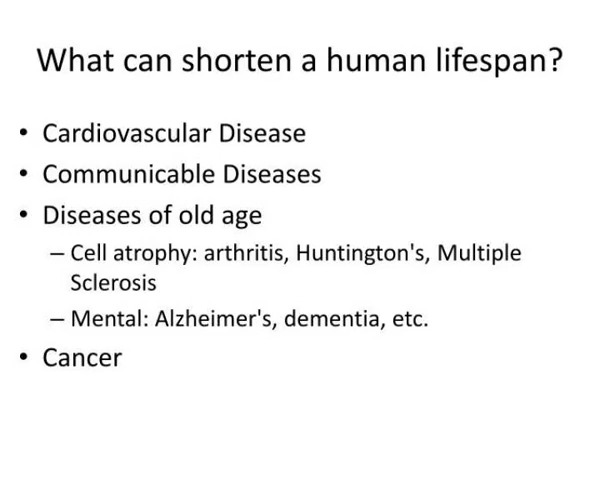 What can shorten a human lifespan?
• Cardiovascular Disease
• Communicable Diseases
• Diseases of old age
– Cell atrophy: arthritis, Huntington's, Multiple
Sclerosis
– Mental: Alzheimer's, dementia, etc.
• Cancer